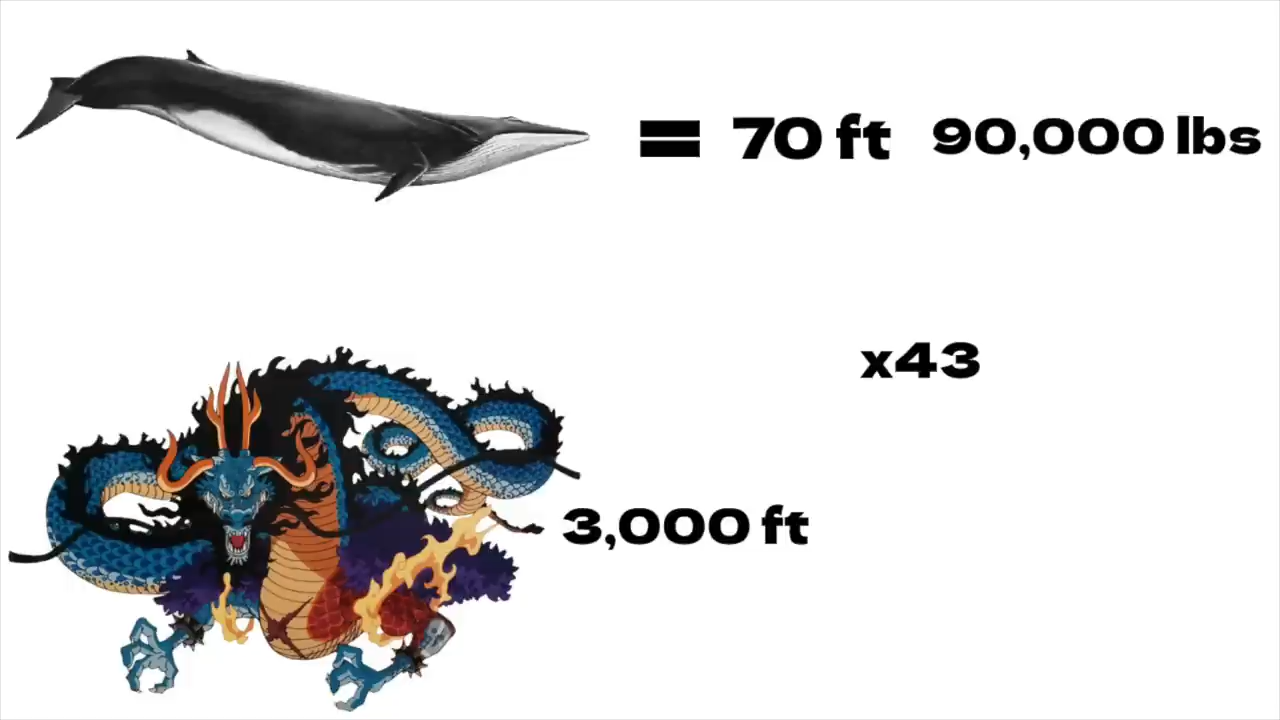 = 70 ft 90,000 lbs
x43
3,000 ft